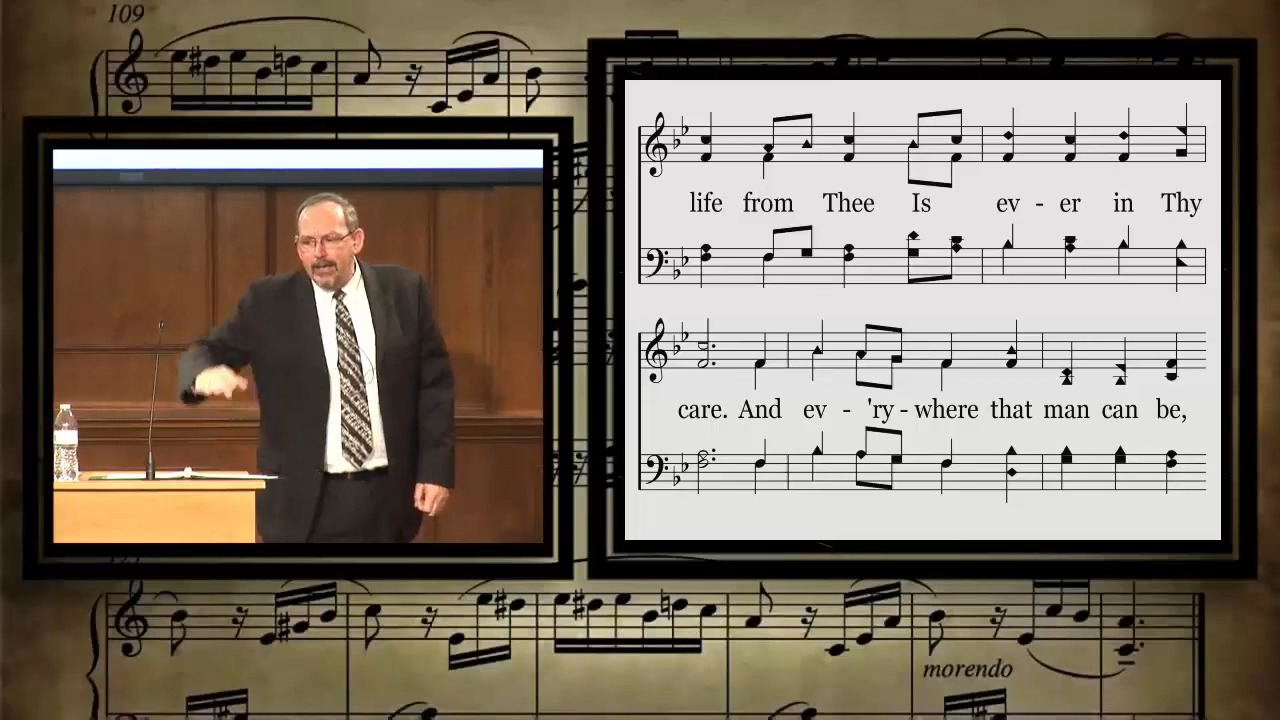 109
life from Thee Is ev - er in Thy
care. And ev - 'ry - where that man can be,
morendo